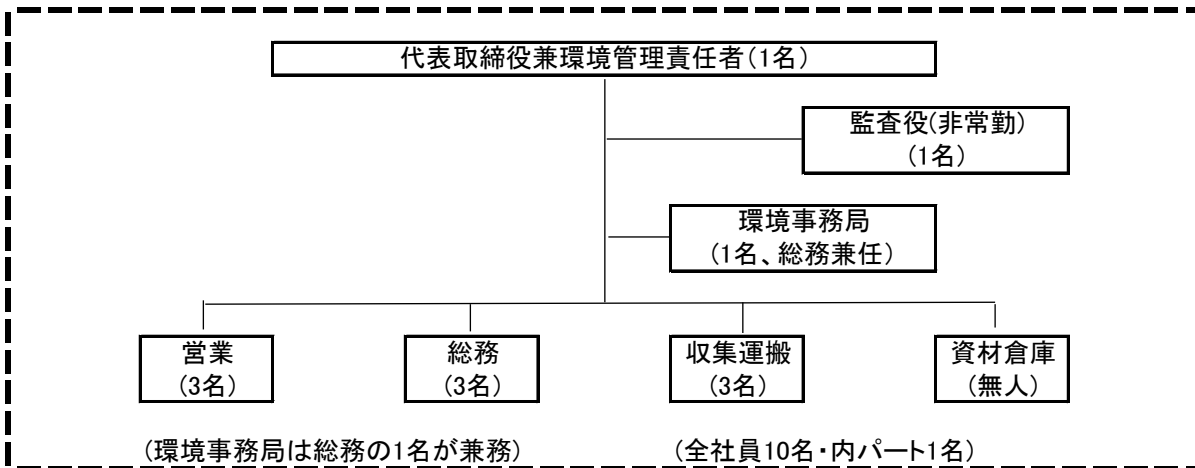 代表取締役兼環境管理責任者(1名)
監査役(非常勤)
(1名)
環境事務局
(1名、総務兼任)
営業
(3名)
総務
(3名)
収集運搬
(3名)
資材倉庫
(無人)
(環境事務局は総務の1名が兼務)
(全社員10名・内パート1名)